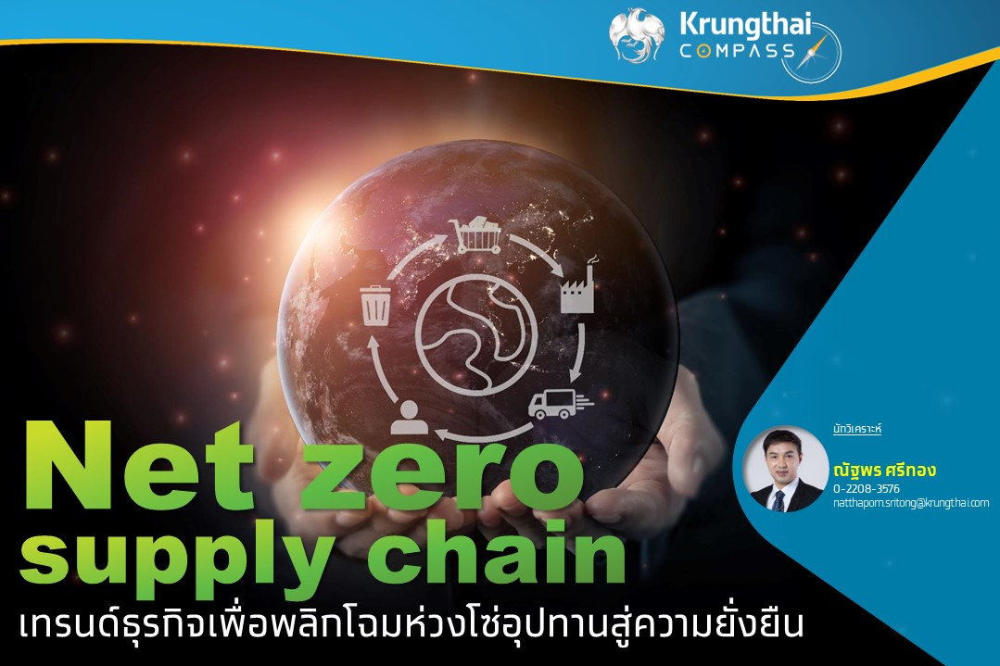 Krungthai
COMPASS
Net zero
supply chain
เทรนด์ธุรกิจเพื่อพลิกโฉมห่วงโซ่อุปทานสู่ความยั่งยืน
นักวิเคราะห์
ณัฐพร ศรีทอง
0-2208-3576
natthaporn.sritong@krungthai.com